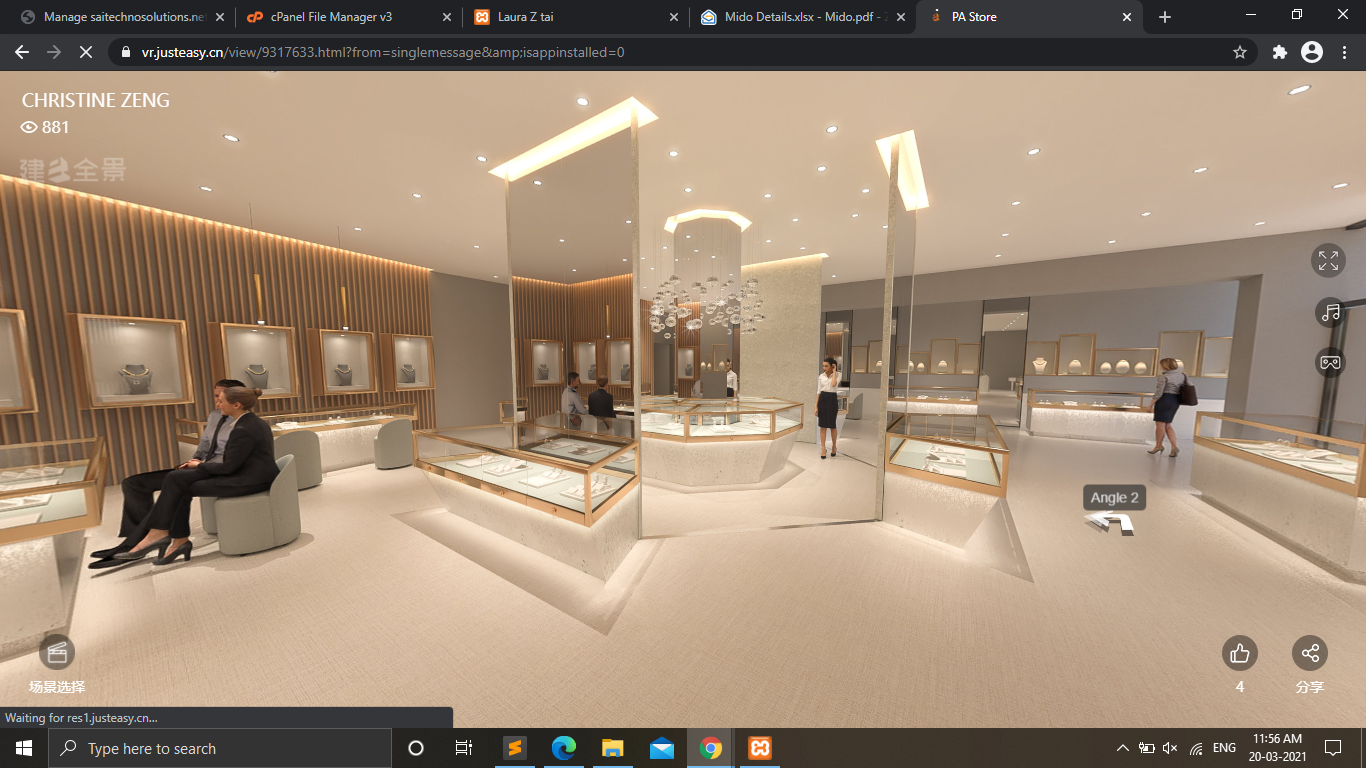 Manage saitechnosolutions.ne
cPanel File Manager v3
Laura Z tai
Mido Details.xlsx - Mido.pdf -
PA Store
vr.justeasy.cn/view/9317633.html?from=singlemessage&amp;isappinstalled=0
CHRISTINE ZENG
881
建E全景
Angle 2
场景选择
4
分享
Waiting for res1.justeasy.cn...
Type here to search
ENG
11:56 AM
20-03-2021